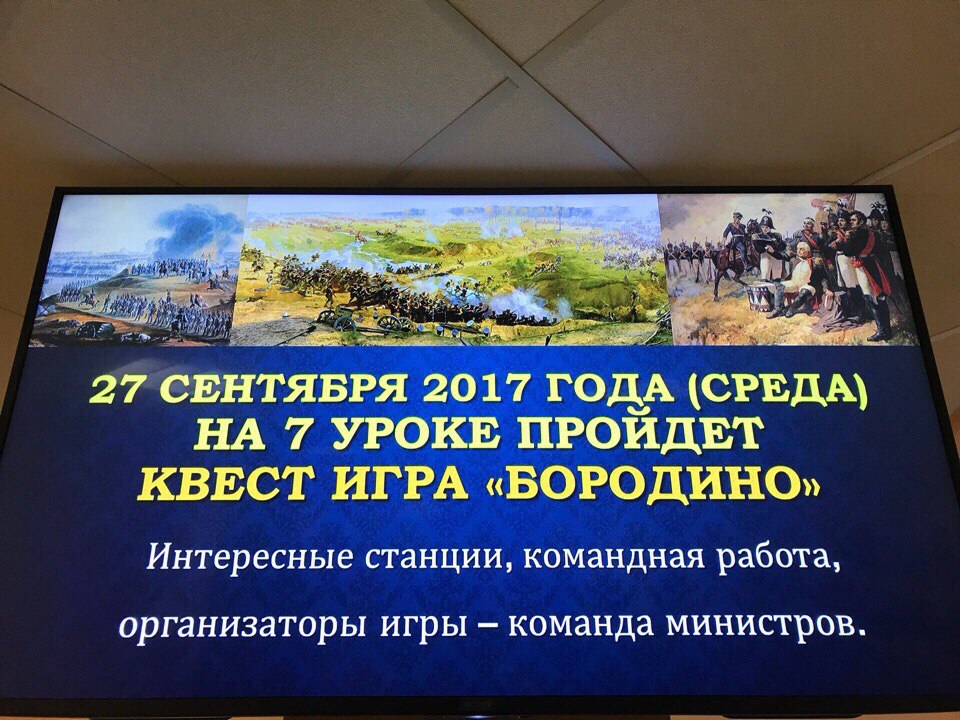 27 СЕНТЯБРЯ 2017 ГОДА (СРЕДА)
НА 7 УРОКЕ ПРОЙДЕТ
КВЕСТ ИГРА «БОРОДИНО»
Интересные станции, командная работа,
организаторы игры – команда министров.
SONY